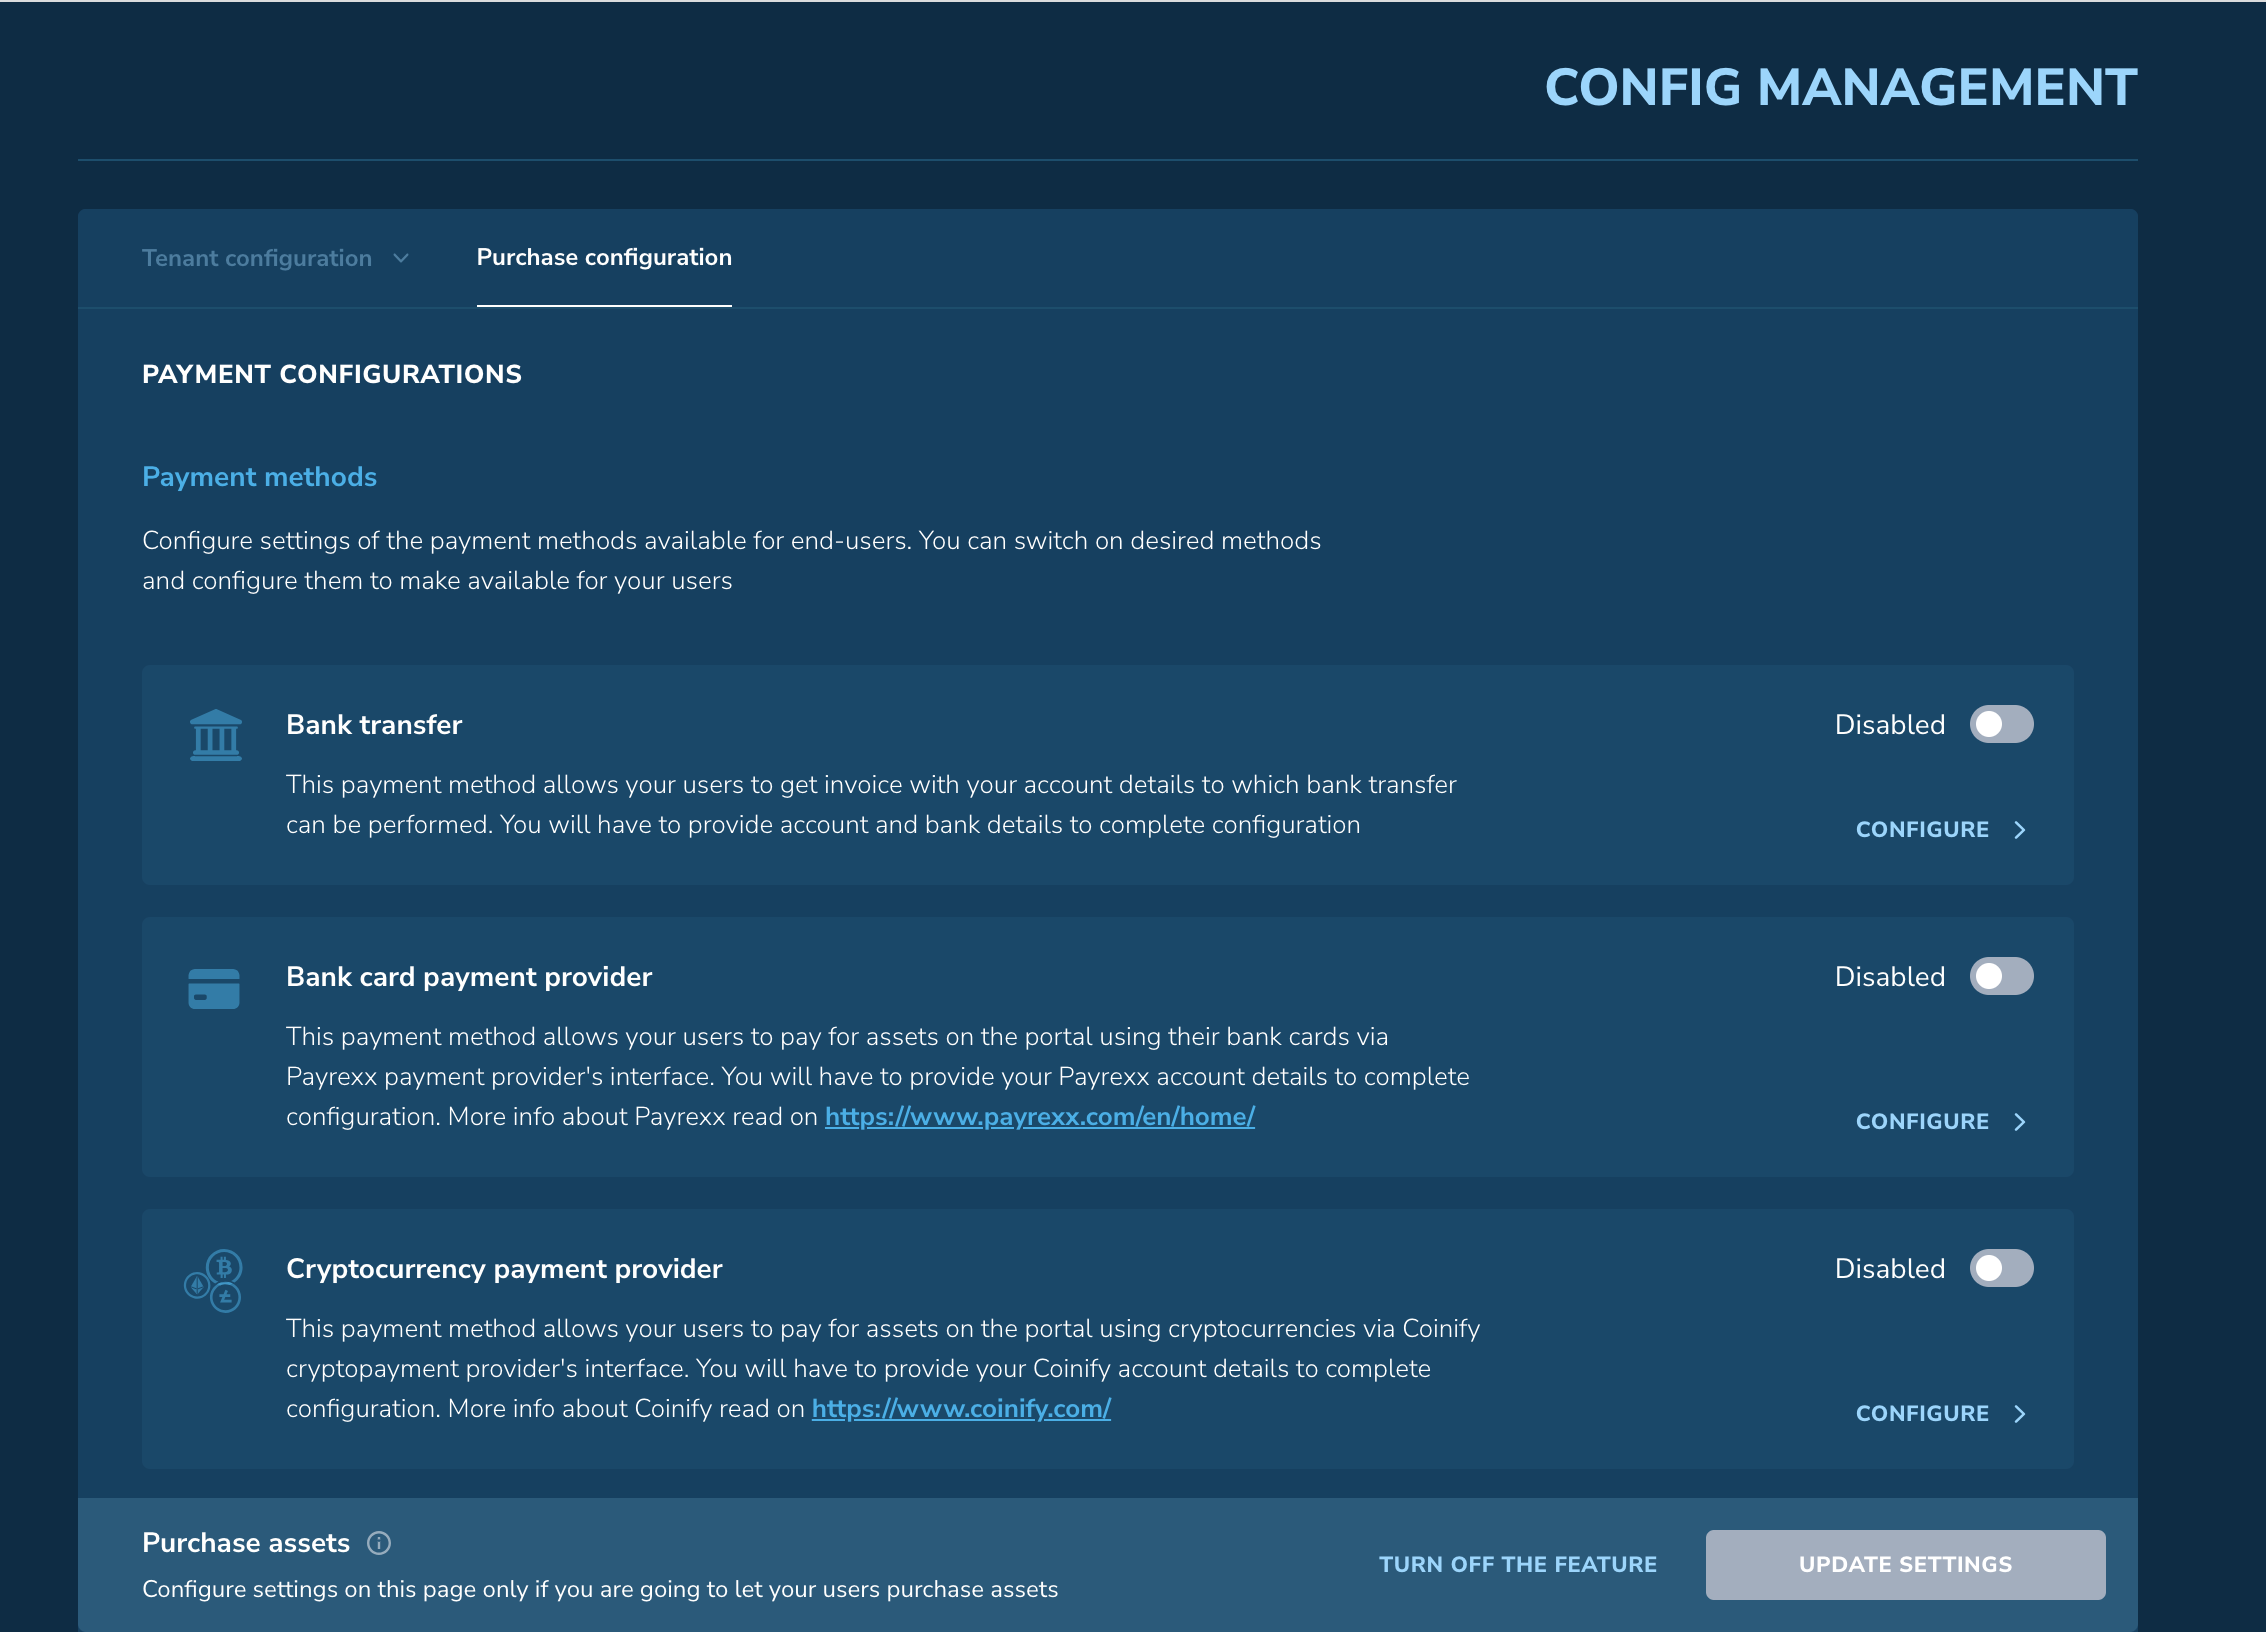 CONFIG MANAGEMENT
Tenant configuration
Purchase configuration
PAYMENT CONFIGURATIONS
Payment methods
Configure settings of the payment methods available for end-users. You can switch on desired methods
and configure them to make available for your users
Bank transfer
Disabled
This payment method allows your users to get invoice with your account details to which bank transfer
can be performed. You will have to provide account and bank details to complete configuration
CONFIGURE
Bank card payment provider
Disabled
This payment method allows your users to pay for assets on the portal using their bank cards via
Payrexx payment provider's interface. You will have to provide your Payrexx account details to complete
configuration. More info about Payrexx read on https://www.payrexx.com/en/home/
CONFIGURE
Cryptocurrency payment provider
Disabled
This payment method allows your users to pay for assets on the portal using cryptocurrencies via Coinify
cryptopayment provider's interface. You will have to provide your Coinify account details to complete
configuration. More info about Coinify read on https://www.coinify.com/
CONFIGURE
Purchase assets
Configure settings on this page only if you are going to let your users purchase assets
TURN OFF THE FEATURE
UPDATE SETTINGS